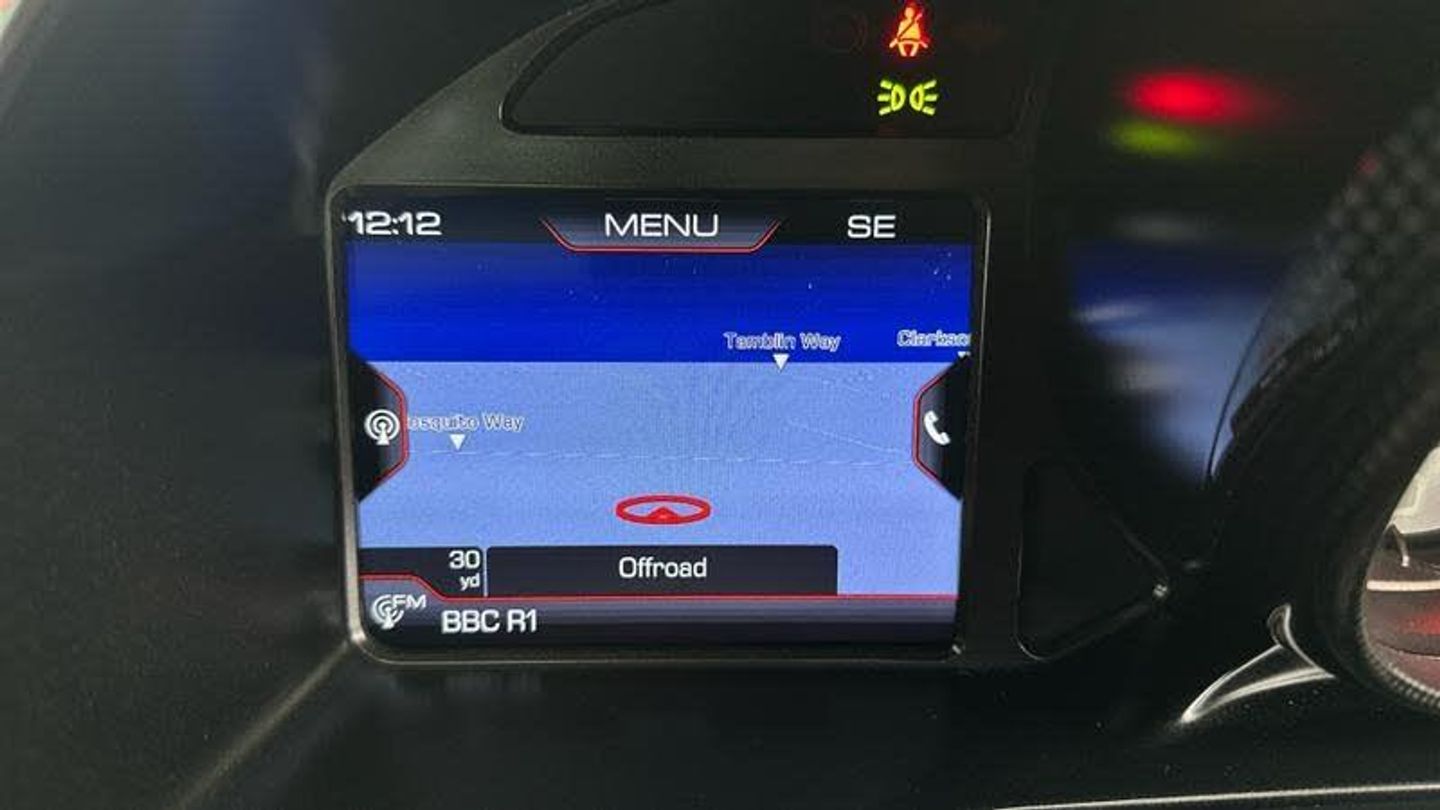 12:12 MENU SE
Tamblin Way
osquito Way
30
yd
Offroad
FM
BBC R1